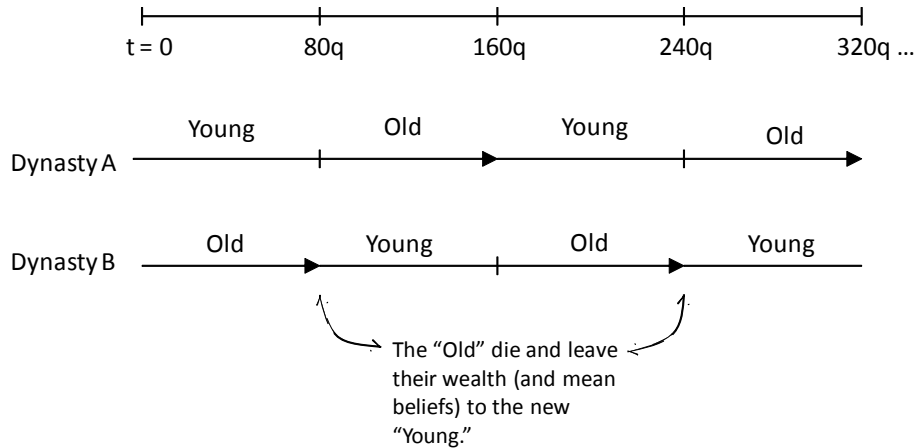 t = 0 80q 160q 240q 320q ...
Young Old Young Old
Dynasty A
Old Young Old Young
Dynasty B
The “Old” die and leave
their wealth (and mean
beliefs) to the new
“Young.”